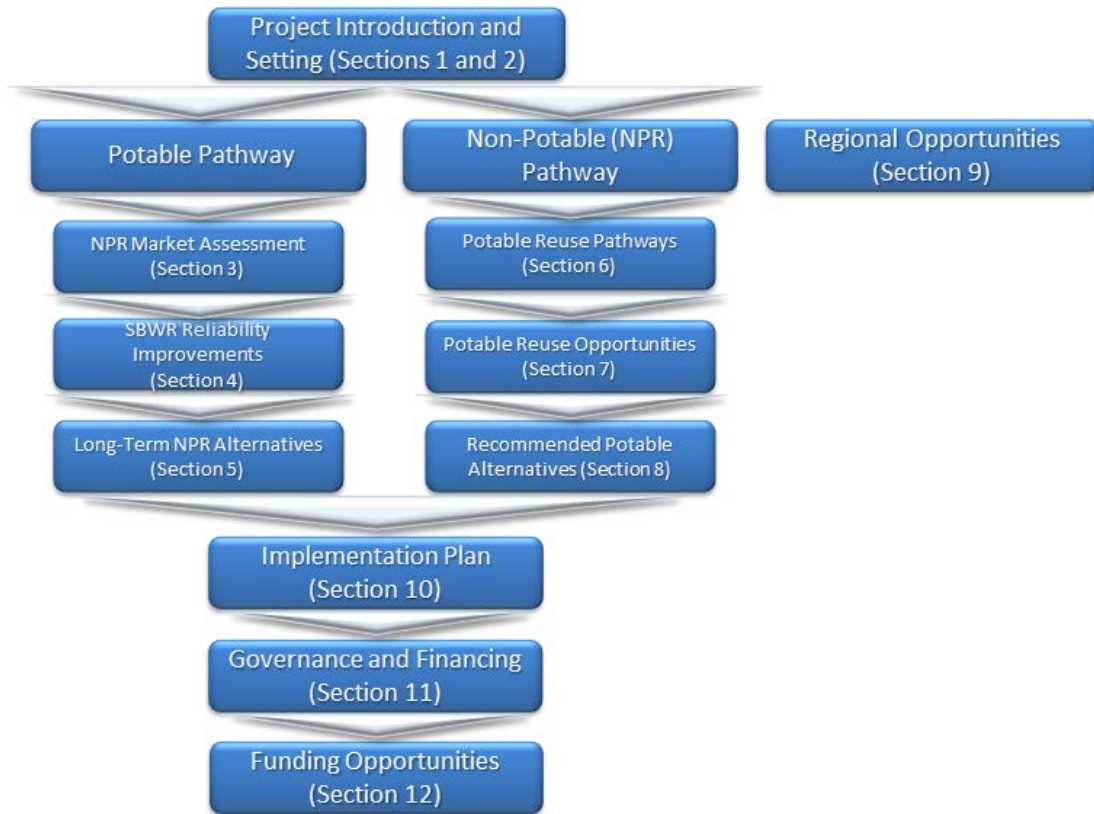 Project Introduction and
Setting (Sections 1 and 2)
Potable Pathway
Non-Potable (NPR)
Pathway
Regional Opportunities
(Section 9)
NPR Market Assessment
(Section 3)
Potable Reuse Pathways
(Section 6)
SBWR Reliability
Improvements
(Section 4)
Potable Reuse Opportunities
(Section 7)
Long-Term NPR Alternatives
(Section 5)
Recommended Potable
Alternatives (Section 8)
Implementation Plan
(Section 10)
Governance and Financing
(Section 11)
Funding Opportunities
(Section 12)